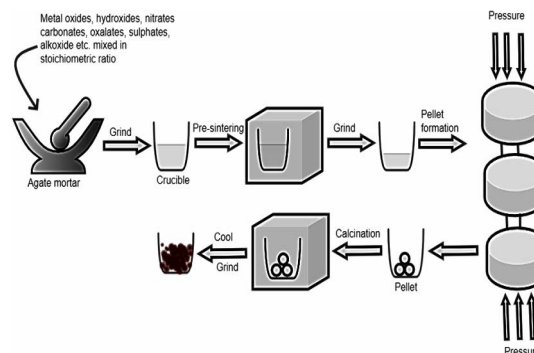 Metal oxides, hydroxides, nitrates
carbonates, oxalates, sulphates,
alkoxide etc. mixed in
stoichiometric ratio
Pressure
Grind
Pre-sintering
Grind
Pellet
formation
Agate mortar
Crucible
Cool
Grind
Calcination
Pellet
Pressure